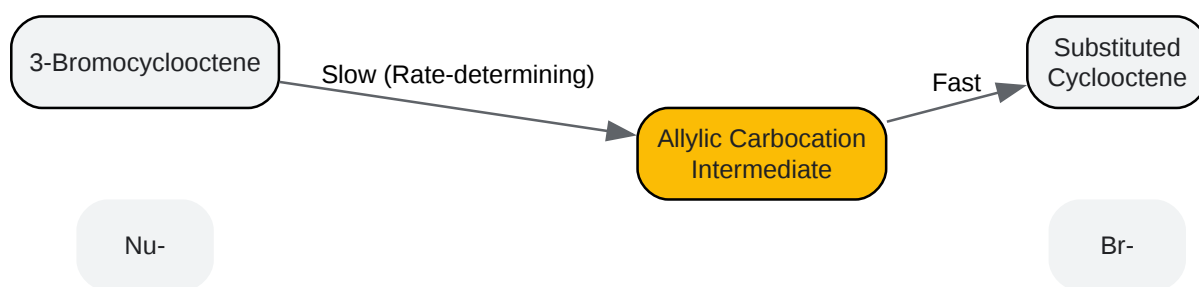 3-Bromocyclooctene
Slow (Rate-determining)
Allylic Carbocation
Intermediate
Fast
Substituted
Cyclooctene
Nu-
Br-